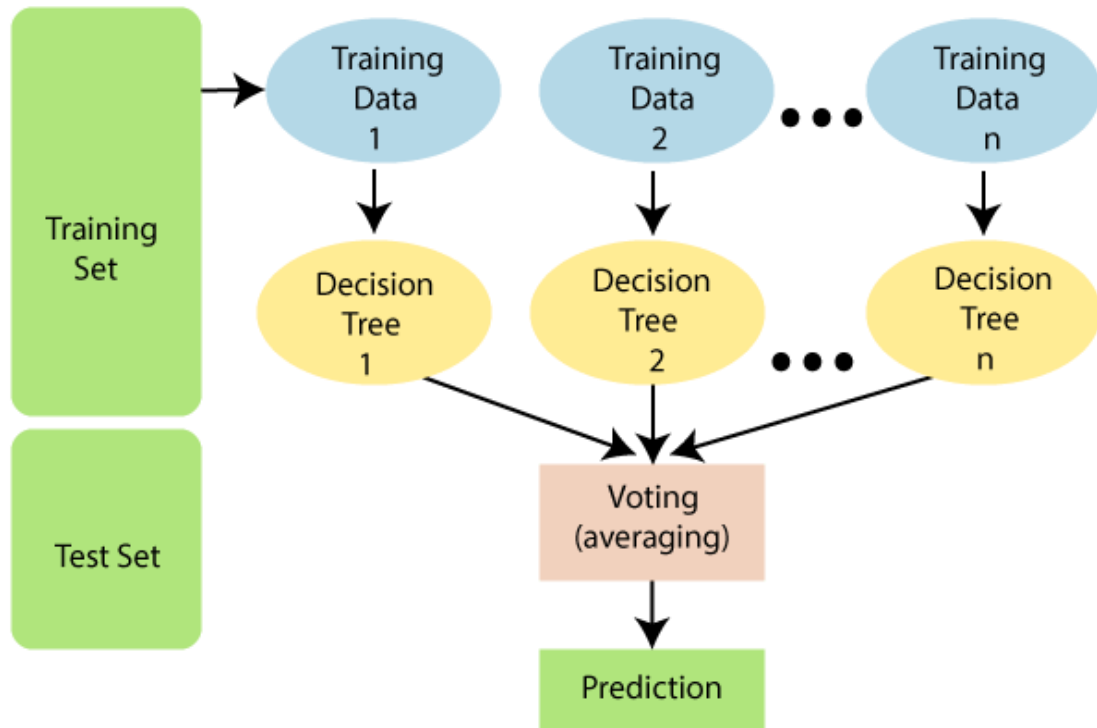 Training
Set
Test Set
Training
Data
1
Training
Data
2
Training
Data
n
Decision
Tree
1
Decision
Tree
2
Decision
Tree
n
Voting
(averaging)
Prediction